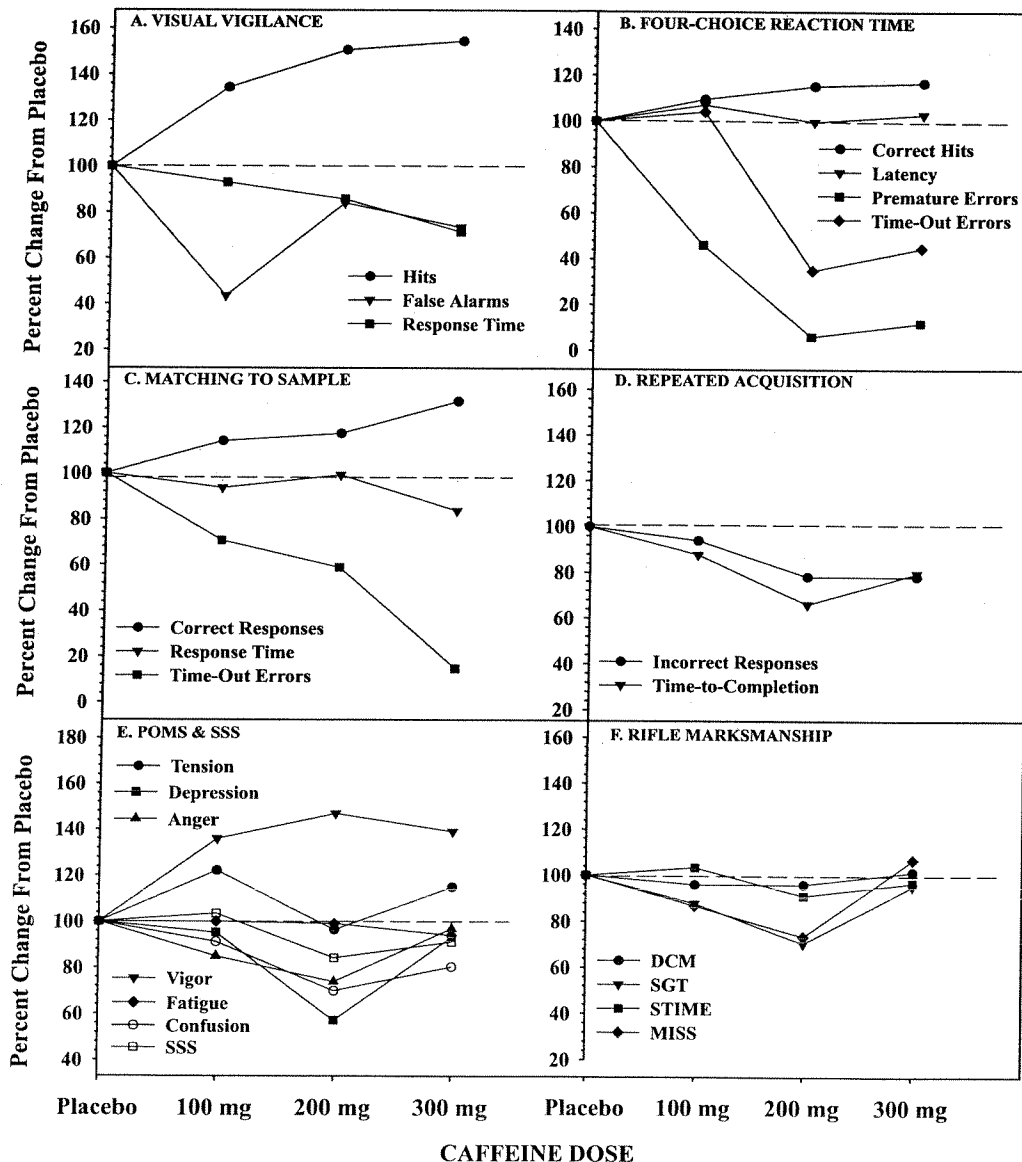 A. VISUAL VIGILANCE
Percent Change From Placebo
160
140
120
100
80
60
40
20
Hits
False Alarms
Response Time
B. FOUR-CHOICE REACTION TIME
140
120
100
80
60
40
20
0
Correct Hits
Latency
Premature Errors
Time-Out Errors
C. MATCHING TO SAMPLE
Percent Change From Placebo
140
120
100
80
60
40
20
0
Correct Responses
Response Time
Time-Out Errors
D. REPEATED ACQUISITION
160
140
120
100
80
60
40
20
Incorrect Responses
Time-to-Completion
E. POMS & SSS
Percent Change From Placebo
180
160
140
120
100
80
60
40
Tension
Depression
Anger
Vigor
Fatigue
Confusion
SSS
F. RIFLE MARKSMANSHIP
160
140
120
100
80
60
40
20
DCM
SGT
STIME
MISS
Placebo 100 mg 200 mg 300 mg
Placebo 100 mg 200 mg 300 mg
CAFFEINE DOSE